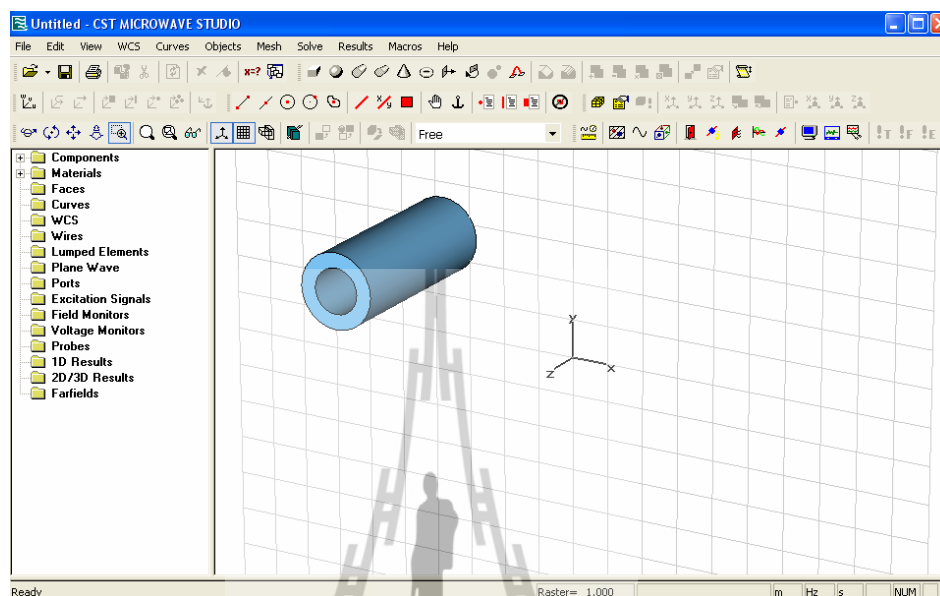 Untitled - CST MICROWAVE STUDIO
File Edit View WCS Curves Objects Mesh Solve Results Macros Help
x=?
Free
Components
Materials
Faces
Curves
WCS
Wires
Lumped Elements
Plane Wave
Ports
Excitation Signals
Field Monitors
Voltage Monitors
Probes
1D Results
2D/3D Results
Farfields
y
x
z
Ready Raster= 1.000 m Hz s NUM